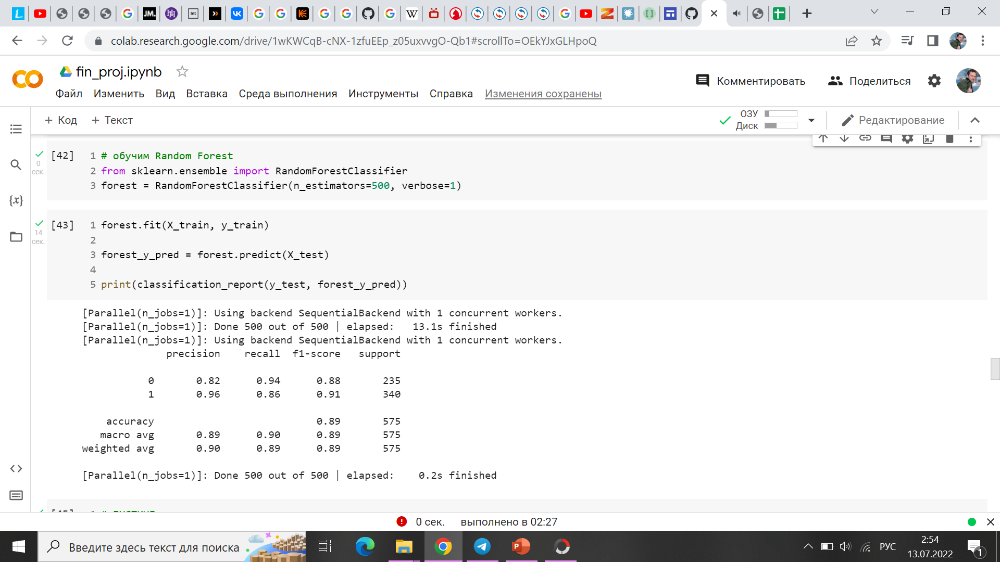 colab.research.google.com/drive/1wKWCqB-cNX-1zfuEEp_z05uxvvgO-Qb1#scrollTo=OEkYJxGLHpoQ
fin_proj.ipynb
Комментировать
Поделиться
Файл Изменить Вид Вставка Среда выполнения Инструменты Справка Изменения сохранены
+ Код + Текст
ОЗУ
Диск
Редактирование
[42]
0
сек.
1 # обучим Random Forest
2 from sklearn.ensemble import RandomForestClassifier
3 forest = RandomForestClassifier(n_estimators=500, verbose=1)
[43]
14
сек.
1 forest.fit(X_train, y_train)
2
3 forest_y_pred = forest.predict(X_test)
4
5 print(classification_report(y_test, forest_y_pred))
[Parallel(n_jobs=1)]: Using backend SequentialBackend with 1 concurrent workers.
[Parallel(n_jobs=1)]: Done 500 out of 500 | elapsed: 13.1s finished
[Parallel(n_jobs=1)]: Using backend SequentialBackend with 1 concurrent workers.
precision recall f1-score support
0 0.82 0.94 0.88 235
1 0.96 0.86 0.91 340
accuracy 0.89 575
macro avg 0.89 0.90 0.89 575
weighted avg 0.90 0.89 0.89 575
[Parallel(n_jobs=1)]: Done 500 out of 500 | elapsed: 0.2s finished
0 сек. выполнено в 02:27
Введите здесь текст для поиска
РУС
2:54
13.07.2022
1